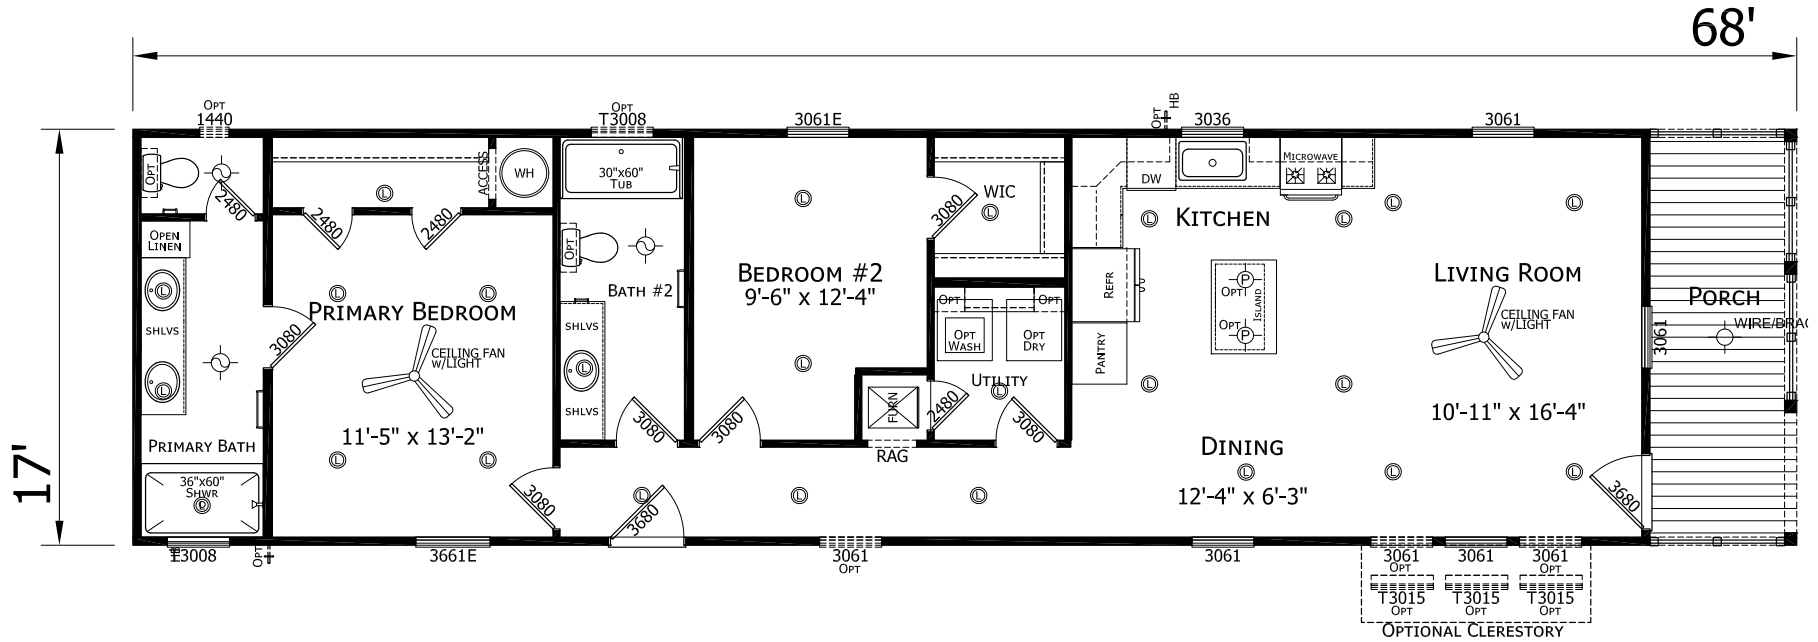 68'
17'
OPT
1440
OPT
T3008
3061E
OPT
HB
3036
3061
OPT
2480
ACCESS
WH
30"x60"
TUB
WIC
DW
MICROWAVE
OPEN
LINEN
2480
2480
3080
KITCHEN
OPT
BATH #2
BEDROOM #2
9'-6" x 12'-4"
REFR
LIVING ROOM
PORCH
PRIMARY BEDROOM
OPT
OPT
OPT
OPT
ISLAND
P
P
SHLVS
3080
SHLVS
OPT
WASH
OPT
DRY
CEILING FAN
w/LIGHT
3061
WIRE/BRAC
CEILING FAN
w/LIGHT
PANTRY
UTILITY
SHLVS
FURN
2480
10'-11" x 16'-4"
11'-5" x 13'-2"
3080
3080
3080
PRIMARY BATH
RAG
DINING
12'-4" x 6'-3"
36"x60"
SHWR
3080
3680
3680
T3008
OPT
3661E
3061
OPT
3061
3061
OPT
3061
3061
OPT
T3015
OPT
T3015
OPT
T3015
OPT
OPTIONAL CLERESTORY